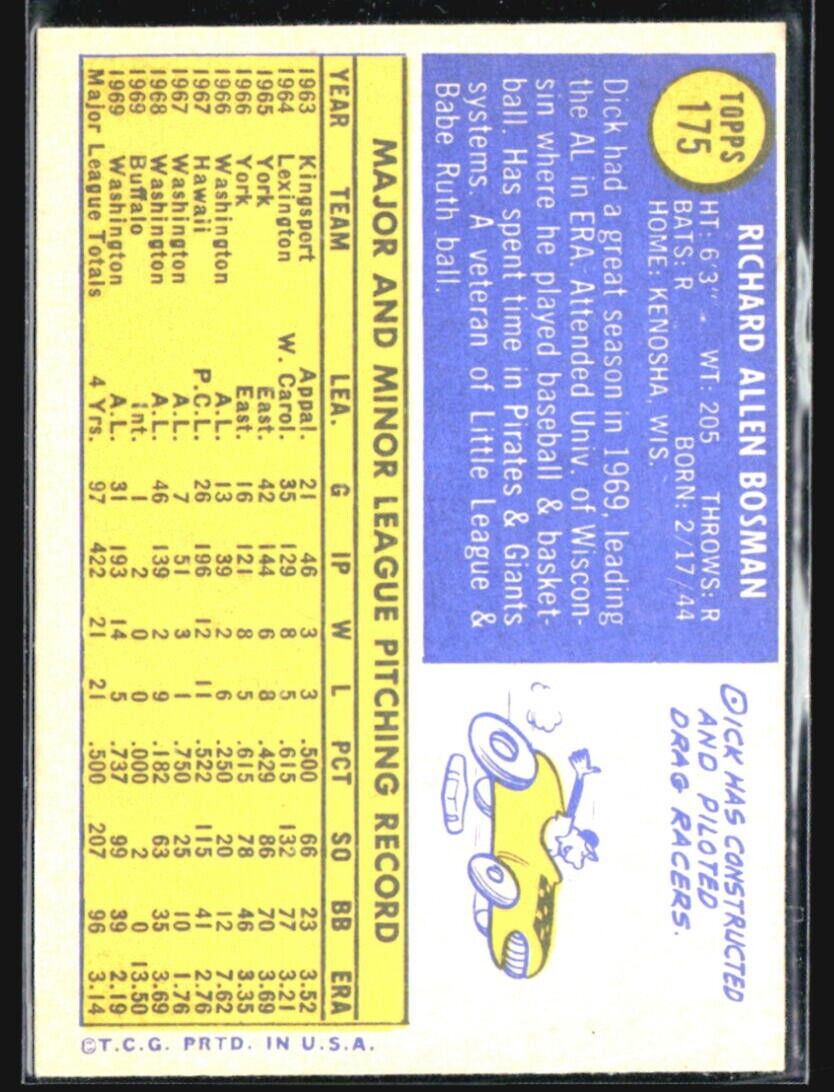 TOPPS
175
RICHARD ALLEN BOSMAN
HT: 6'3" - WT: 205 THROWS: R
BATS: R BORN: 2/17/44
HOME: KENOSHA, WIS.
Dick had a great season in 1969, leading
the AL in ERA. Attended Univ. of Wiscon-
sin where he played baseball & basket-
ball. Has spent time in Pirates & Giants
systems. A veteran of Little League &
Babe Ruth ball.
DICK HAS CONSTRUCTED
AND PILOTED
DRAG RACERS.
MAJOR AND MINOR LEAGUE PITCHING RECORD
YEAR TEAM LEA. G IP W L PCT SO BB ERA
1963 Kingsport Appal. 21 46 3 3 .500 66 23 3.52
1964 Lexington W. Carol. 35 129 8 5 .615 132 77 3.21
1965 York East. 42 144 6 8 .429 86 70 3.69
1966 York East. 16 121 8 5 .615 78 46 3.35
1966 Washington A.L. 13 39 2 6 .250 20 12 7.62
1967 Hawaii P.C.L. 26 196 12 11 .522 115 41 2.76
1967 Washington A.L. 7 51 3 1 .750 25 10 1.76
1968 Washington A.L. 46 139 2 9 .182 63 35 3.69
1969 Buffalo Int. 1 2 0 0 .000 2 0 13.50
1969 Washington A.L. 31 193 14 5 .737 99 39 2.19
Major League Totals 4 Yrs. 97 422 21 21 .500 207 96 3.14
©T.C.G. PRTD. IN U.S.A.